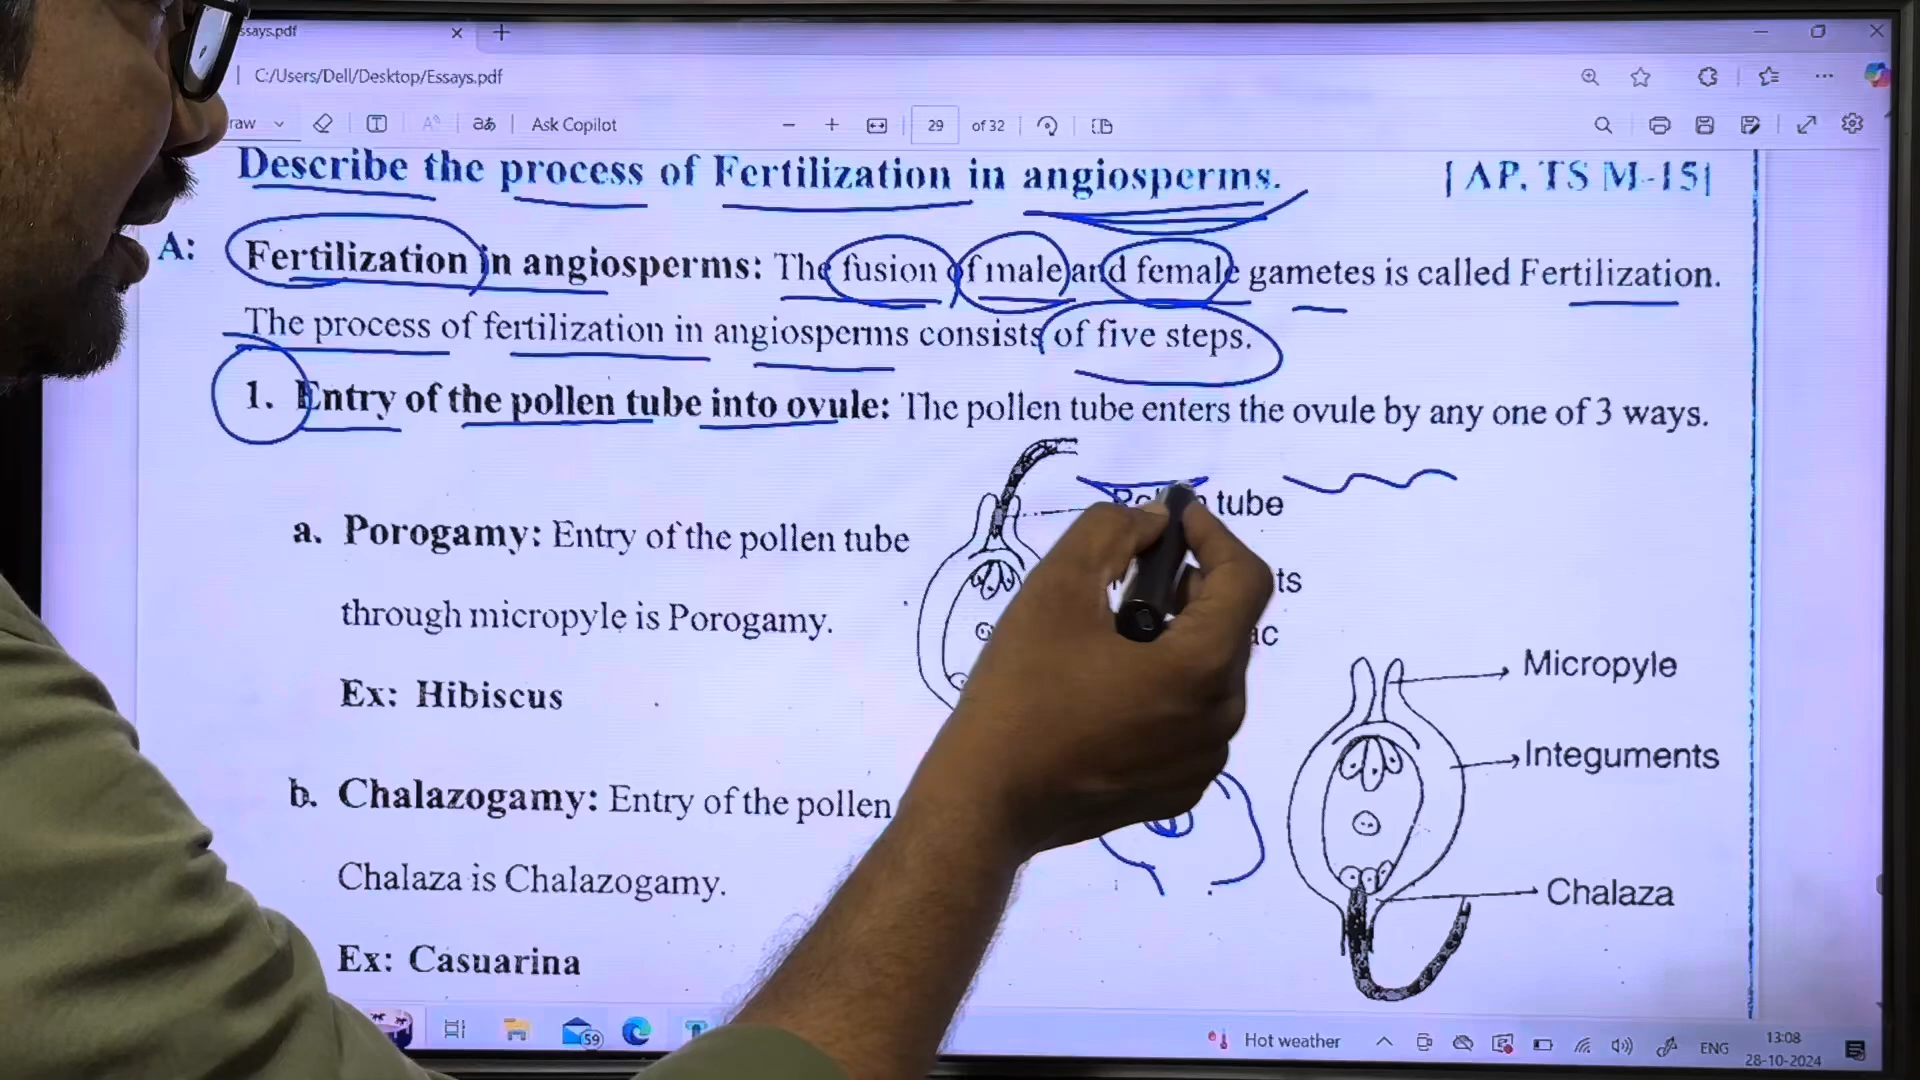 ssays.pdf
C:/Users/Dell/Desktop/Essays.pdf
raw
aあ
Ask Copilot
29
of 32
Describe the process of Fertilization in angiosperms.
[ AP, TS M-15]
A: Fertilization in angiosperms: The fusion of male and female gametes is called Fertilization.
The process of fertilization in angiosperms consists of five steps.
1. Entry of the pollen tube into ovule: The pollen tube enters the ovule by any one of 3 ways.
tube
a. Porogamy: Entry of the pollen tube
through micropyle is Porogamy.
Ex: Hibiscus
Micropyle
Integuments
b. Chalazogamy: Entry of the pollen
Chalaza is Chalazogamy.
Chalaza
Ex: Casuarina
59
Hot weather
ENG
13:08
28-10-2024